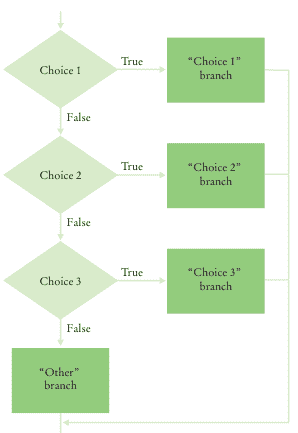 Choice 1
True
“Choice 1”
branch
False
Choice 2
True
“Choice 2”
branch
False
Choice 3
True
“Choice 3”
branch
False
“Other”
branch